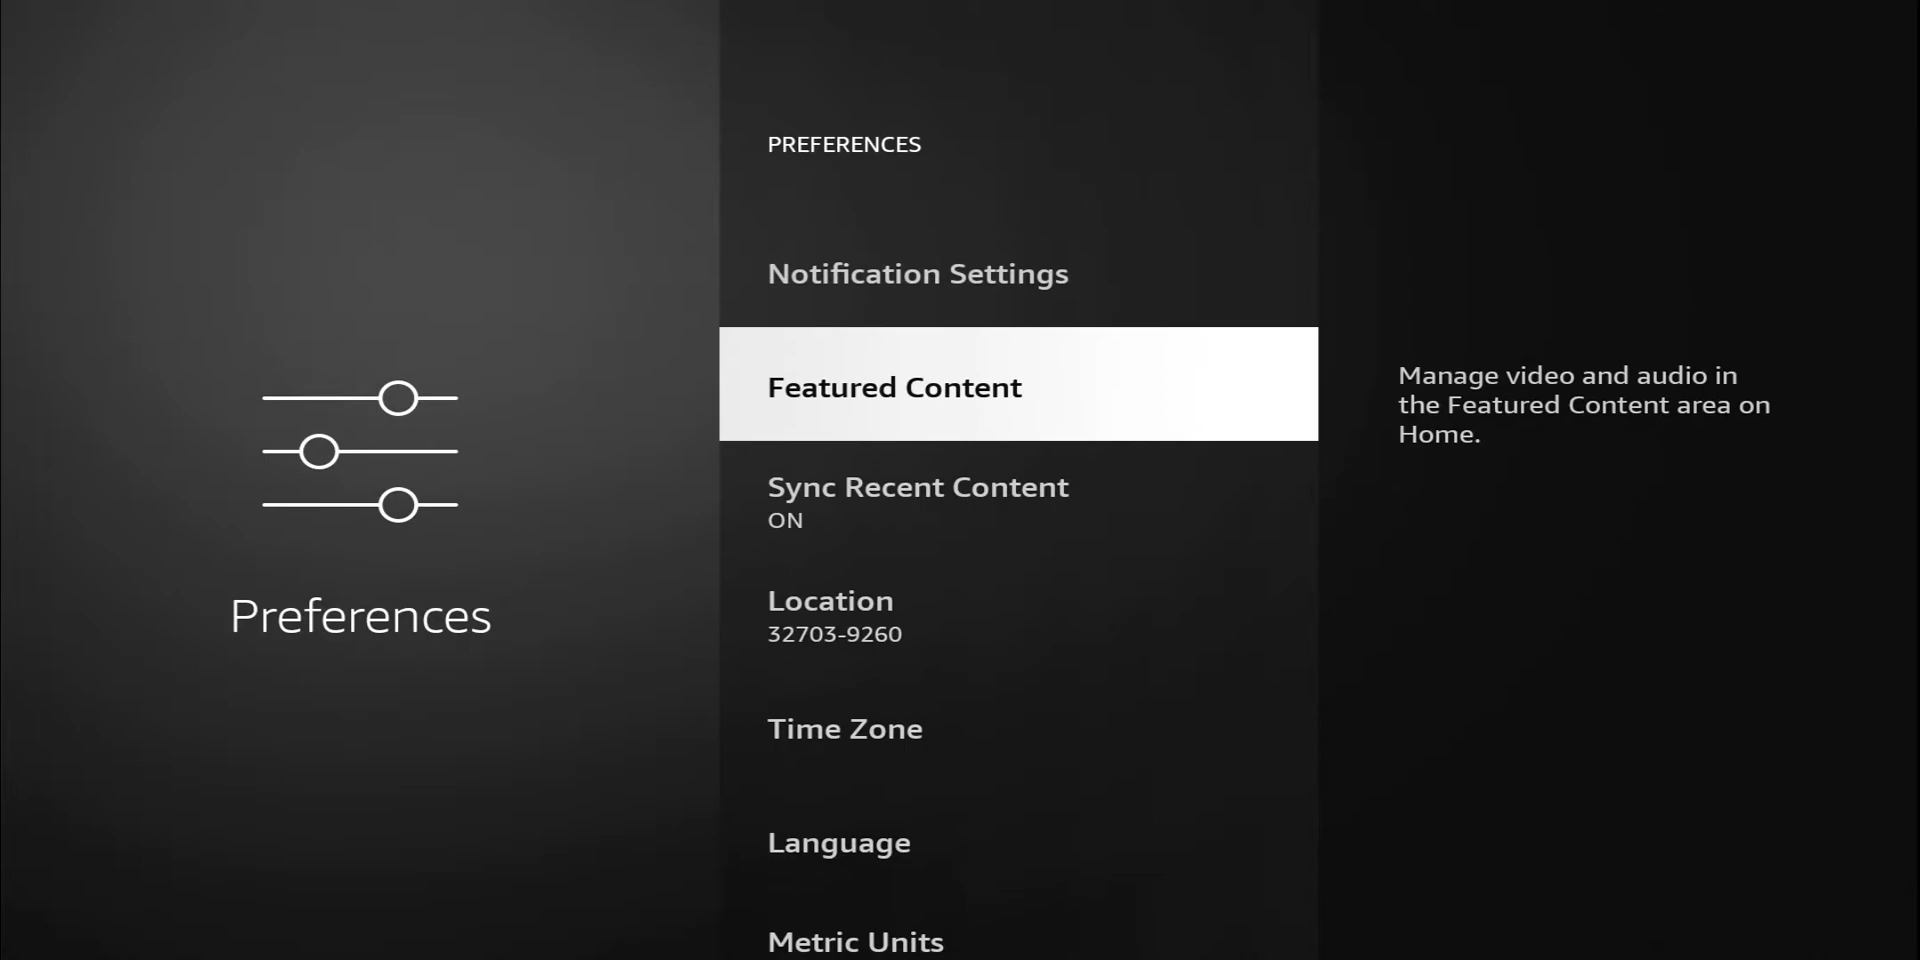 Preferences
PREFERENCES
Notification Settings
Featured Content
Sync Recent Content
ON
Location
32703-9260
Time Zone
Language
Metric Units
Manage video and audio in
the Featured Content area on
Home.